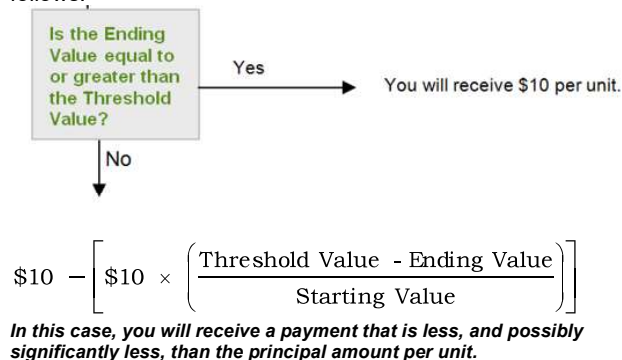 Is the Ending
Value equal to
or greater than
the Threshold
Value?
Yes
You will receive $10 per unit.
No
$10 − [ $10 × ( Threshold Value - Ending Value / Starting Value ) ]
In this case, you will receive a payment that is less, and possibly
significantly less, than the principal amount per unit.